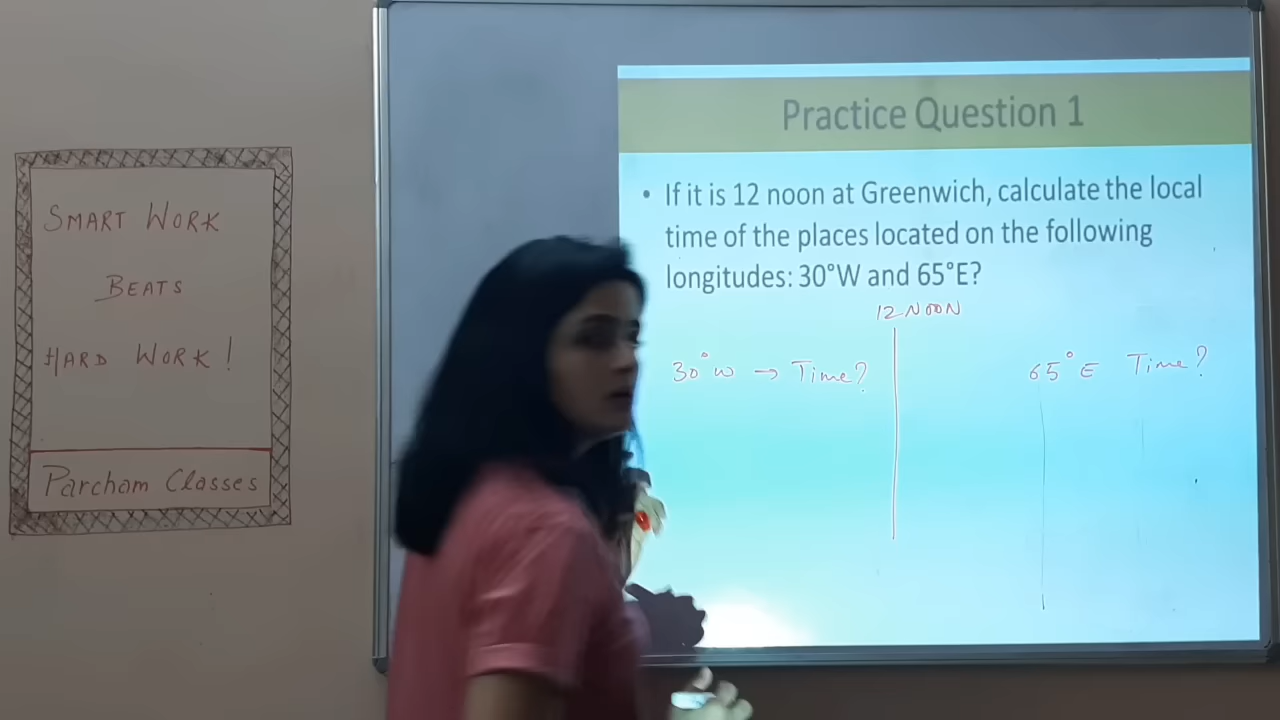 SMART WORK
BEATS
HARD WORK!
Parcham Classes
Practice Question 1
• If it is 12 noon at Greenwich, calculate the local
time of the places located on the following
longitudes: 30°W and 65°E?
12 NOON
30°W → Time?
65°E Time?